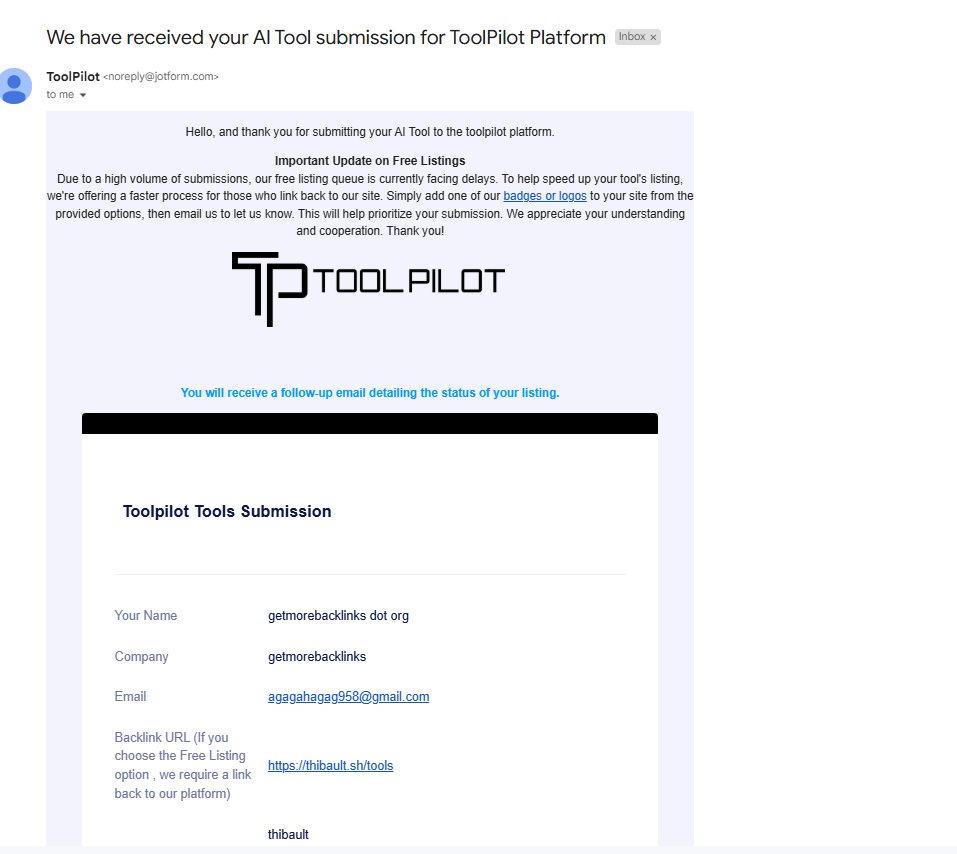 We have received your AI Tool submission for ToolPilot Platform Inbox ×
ToolPilot <noreply@jotform.com>
to me
Hello, and thank you for submitting your AI Tool to the toolpilot platform.
Important Update on Free Listings
Due to a high volume of submissions, our free listing queue is currently facing delays. To help speed up your tool's listing,
we're offering a faster process for those who link back to our site. Simply add one of our badges or logos to your site from the
provided options, then email us to let us know. This will help prioritize your submission. We appreciate your understanding
and cooperation. Thank you!
TP TOOLPILOT
You will receive a follow-up email detailing the status of your listing.
Toolpilot Tools Submission
Your Name getmorebacklinks dot org
Company getmorebacklinks
Email agagahagag958@gmail.com
Backlink URL (If you
choose the Free Listing
option , we require a link
back to our platform)
https://thibault.sh/tools
thibault